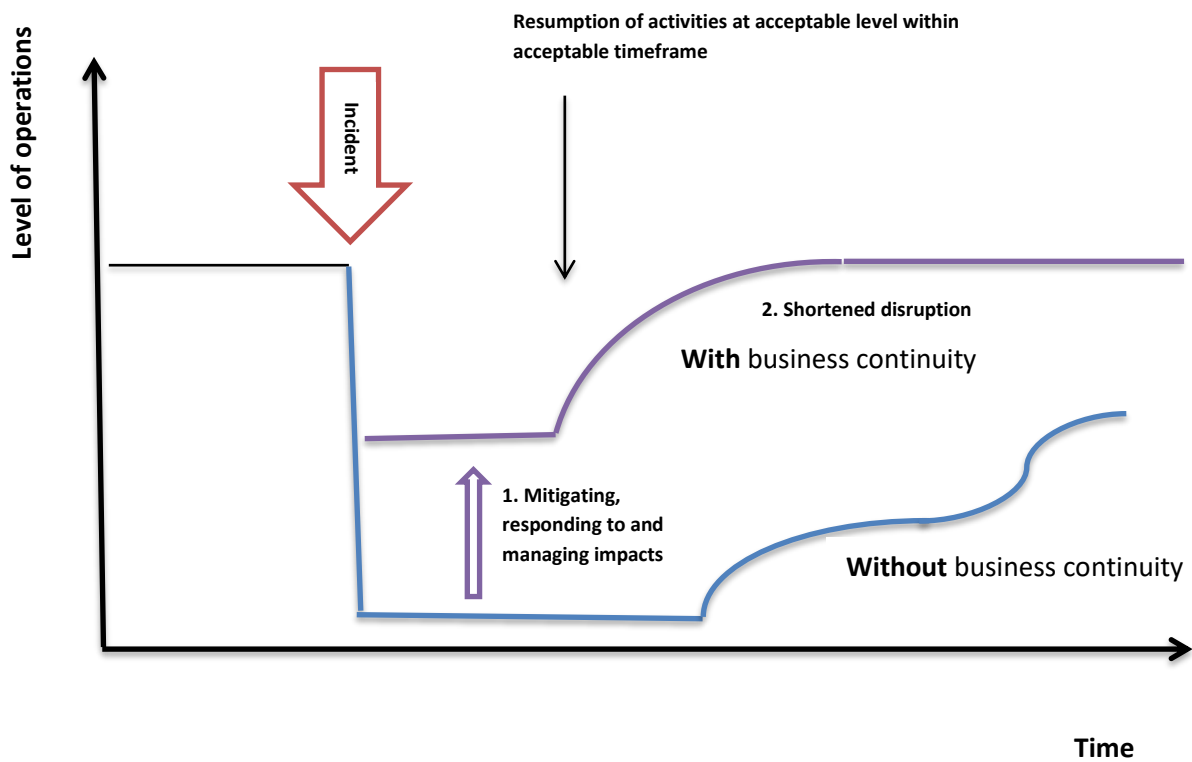 Resumption of activities at acceptable level within
acceptable timeframe
Level of operations
Incident
2. Shortened disruption
With business continuity
1. Mitigating,
responding to and
managing impacts
Without business continuity
Time